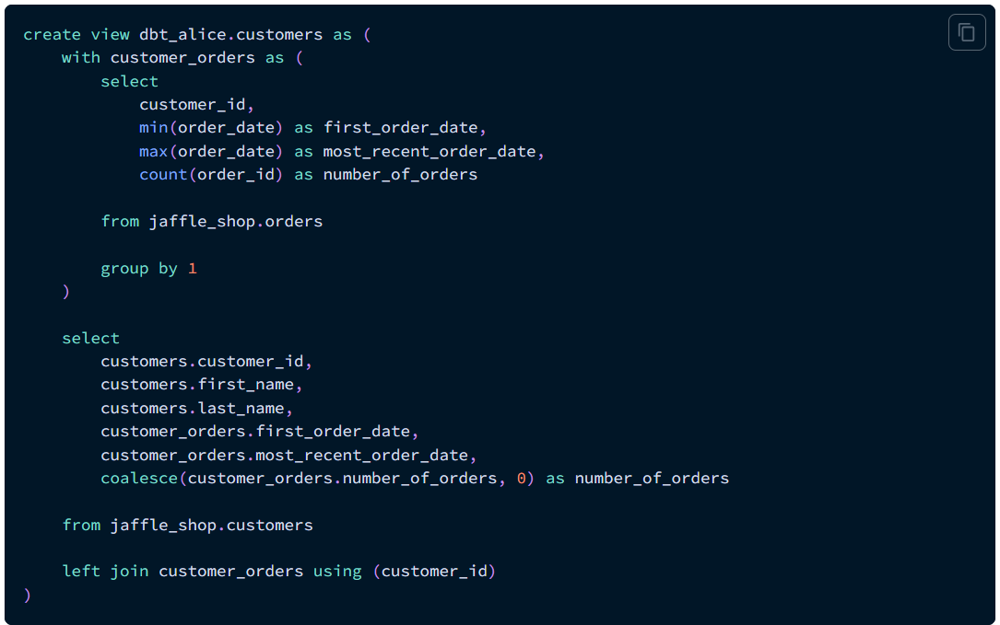 create view dbt_alice.customers as (
    with customer_orders as (
        select
            customer_id,
            min(order_date) as first_order_date,
            max(order_date) as most_recent_order_date,
            count(order_id) as number_of_orders

        from jaffle_shop.orders

        group by 1
    )

    select
        customers.customer_id,
        customers.first_name,
        customers.last_name,
        customer_orders.first_order_date,
        customer_orders.most_recent_order_date,
        coalesce(customer_orders.number_of_orders, 0) as number_of_orders

    from jaffle_shop.customers

    left join customer_orders using (customer_id)
)